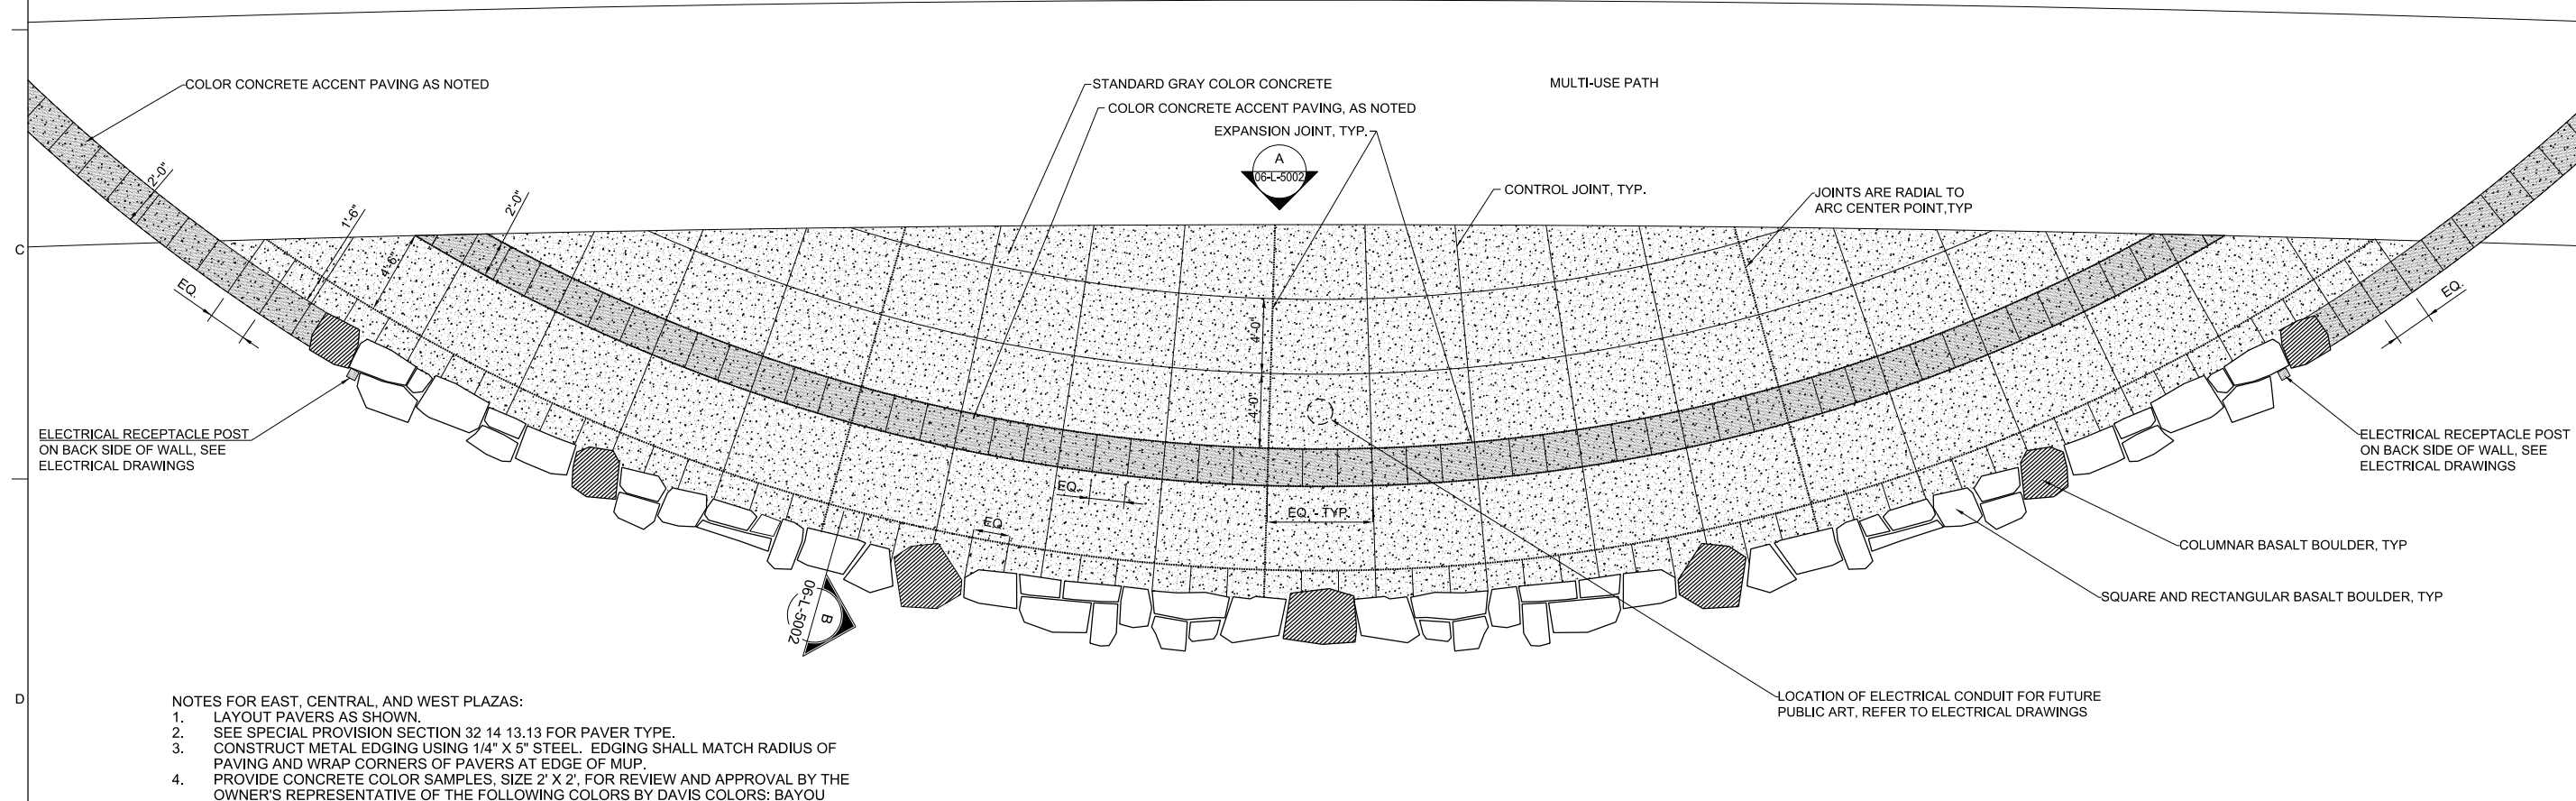 COLOR CONCRETE ACCENT PAVING AS NOTED
STANDARD GRAY COLOR CONCRETE
MULTI-USE PATH
COLOR CONCRETE ACCENT PAVING, AS NOTED
EXPANSION JOINT, TYP.
A
06-L-5002
CONTROL JOINT, TYP.
JOINTS ARE RADIAL TO
ARC CENTER POINT,TYP
2'-0"
1'-6"
2'-0"
4'-6"
C
EQ.
EQ.
4'-0"
4'-0"
ELECTRICAL RECEPTACLE POST
ON BACK SIDE OF WALL, SEE
ELECTRICAL DRAWINGS
ELECTRICAL RECEPTACLE POST
ON BACK SIDE OF WALL, SEE
ELECTRICAL DRAWINGS
EQ.
EQ. - TYP.
EQ.
COLUMNAR BASALT BOULDER, TYP
SQUARE AND RECTANGULAR BASALT BOULDER, TYP
B
06-L-5002
LOCATION OF ELECTRICAL CONDUIT FOR FUTURE
PUBLIC ART, REFER TO ELECTRICAL DRAWINGS
D
NOTES FOR EAST, CENTRAL, AND WEST PLAZAS:
1. LAYOUT PAVERS AS SHOWN.
2. SEE SPECIAL PROVISION SECTION 32 14 13.13 FOR PAVER TYPE.
3. CONSTRUCT METAL EDGING USING 1/4" X 5" STEEL. EDGING SHALL MATCH RADIUS OF
PAVING AND WRAP CORNERS OF PAVERS AT EDGE OF MUP.
4. PROVIDE CONCRETE COLOR SAMPLES, SIZE 2' X 2', FOR REVIEW AND APPROVAL BY THE
OWNER'S REPRESENTATIVE OF THE FOLLOWING COLORS BY DAVIS COLORS: BAYOU